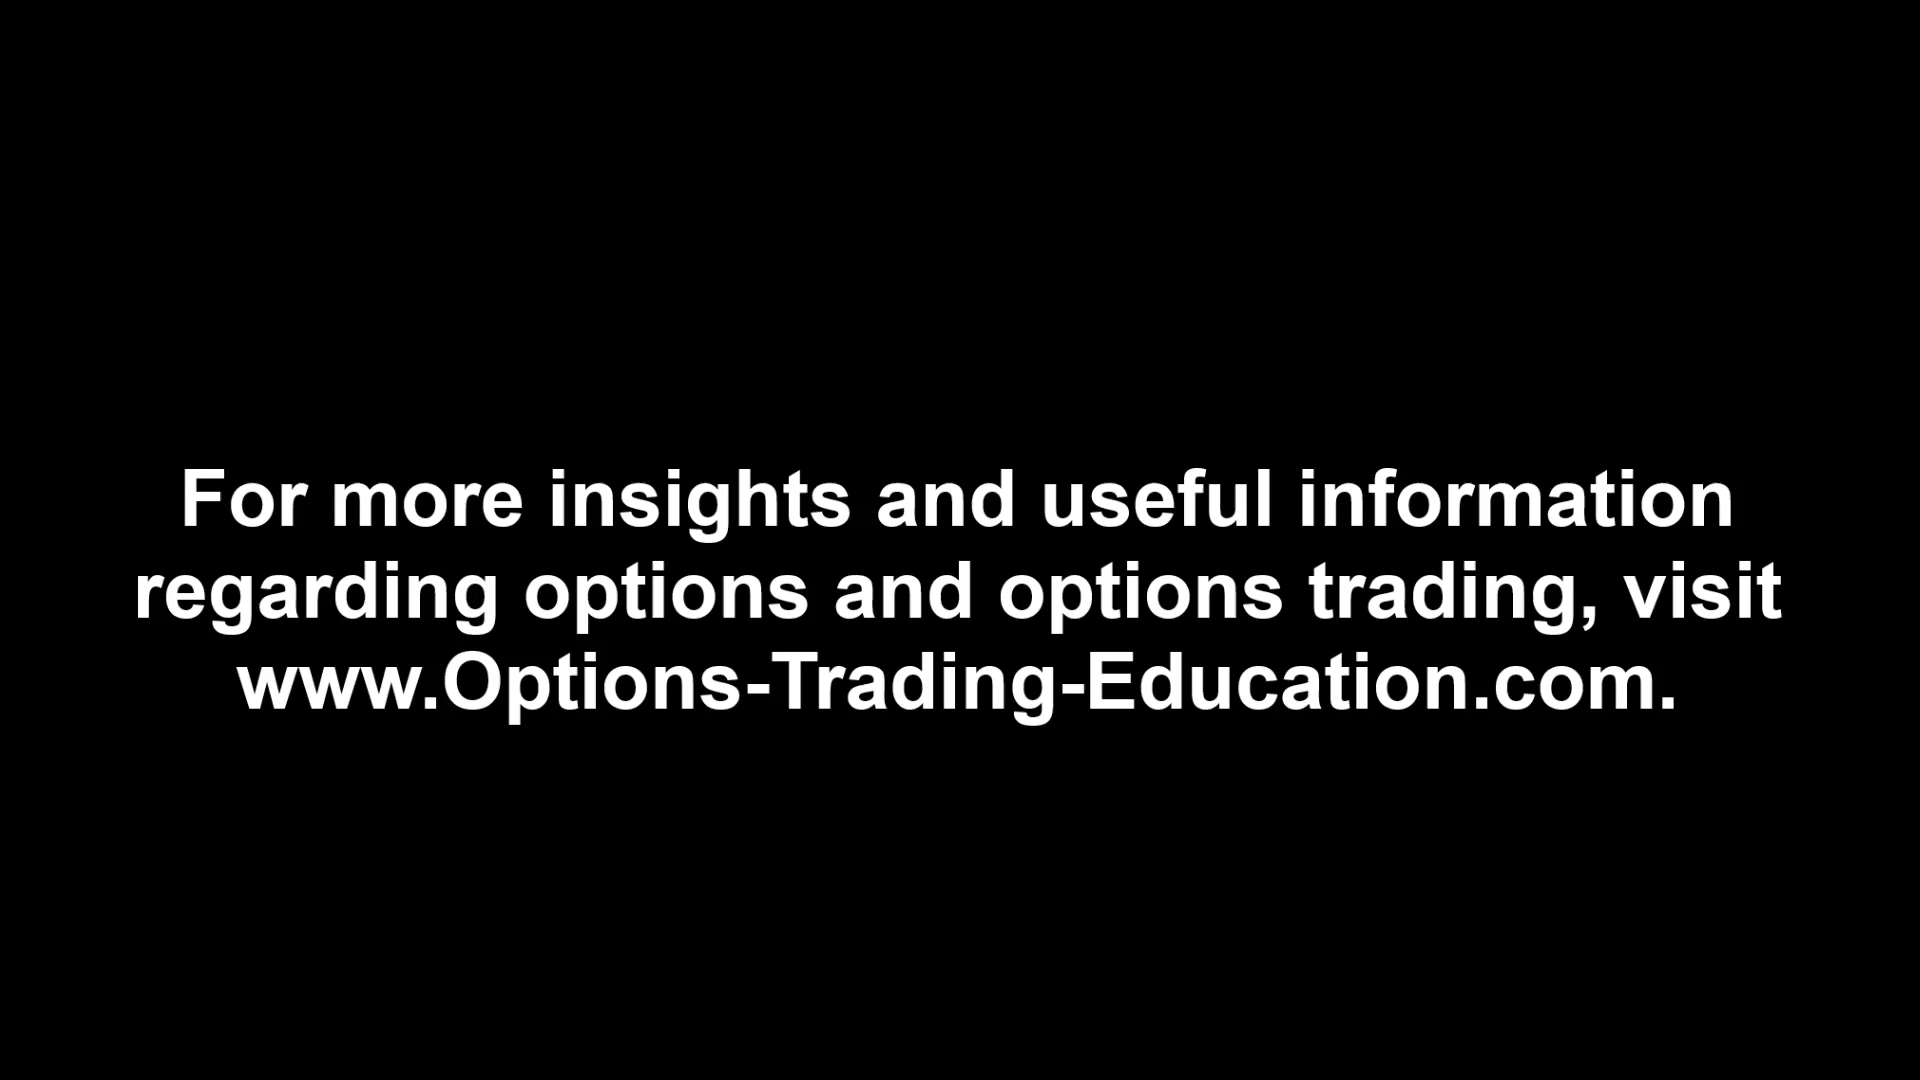 For more insights and useful information
regarding options and options trading, visit
www.Options-Trading-Education.com.